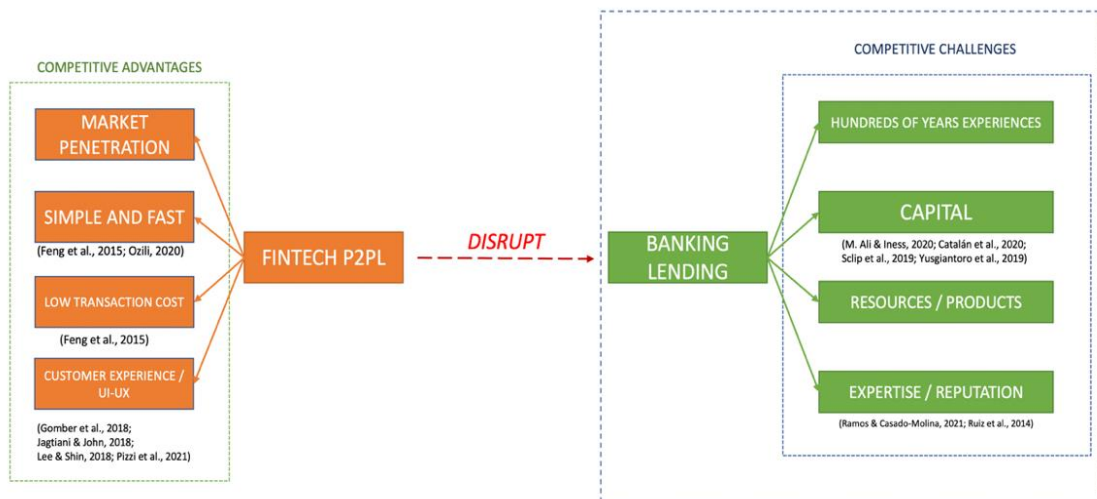 COMPETITIVE ADVANTAGES
MARKET
PENETRATION
SIMPLE AND FAST
(Feng et al., 2015; Ozili, 2020)
LOW TRANSACTION COST
(Feng et al., 2015)
CUSTOMER EXPERIENCE /
UI-UX
(Gomber et al., 2018;
Jagtiani & John, 2018;
Lee & Shin, 2018; Pizzi et al., 2021)
FINTECH P2PL
DISRUPT
BANKING
LENDING
COMPETITIVE CHALLENGES
HUNDREDS OF YEARS EXPERIENCES
CAPITAL
(M. Ali & Iness, 2020; Catalán et al., 2020;
Sclip et al., 2019; Yusgiantoro et al., 2019)
RESOURCES / PRODUCTS
EXPERTISE / REPUTATION
(Ramos & Casado-Molina, 2021; Ruiz et al., 2014)